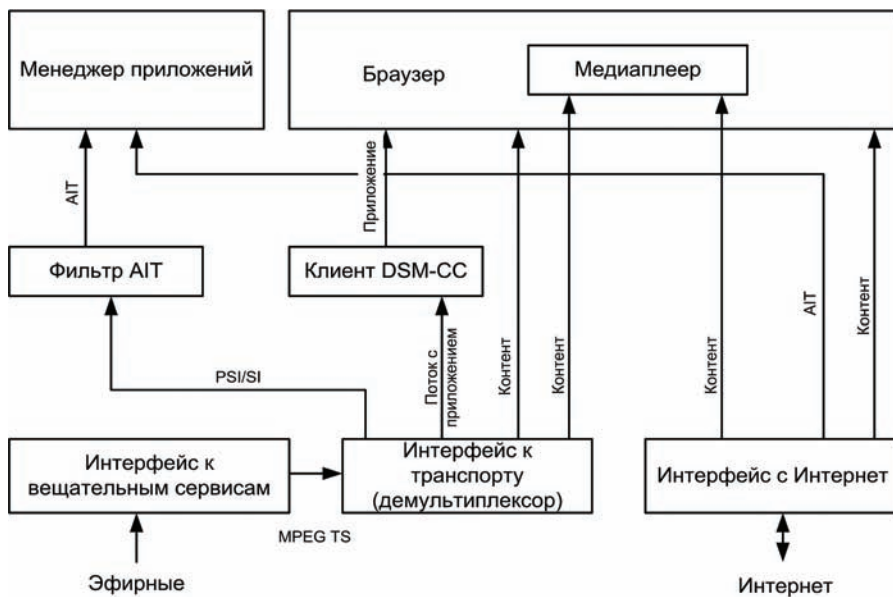 Менеджер приложений
Браузер
Медиаплеер
AIT
Приложение
Фильтр AIT
Клиент DSM-CC
PSI/SI
Поток с
приложением
Контент
Контент
Контент
AIT
Контент
Интерфейс к
вещательным сервисам
Интерфейс к
транспорту
(демультиплексор)
Интерфейс с Интернет
MPEG TS
Эфирные
Интернет